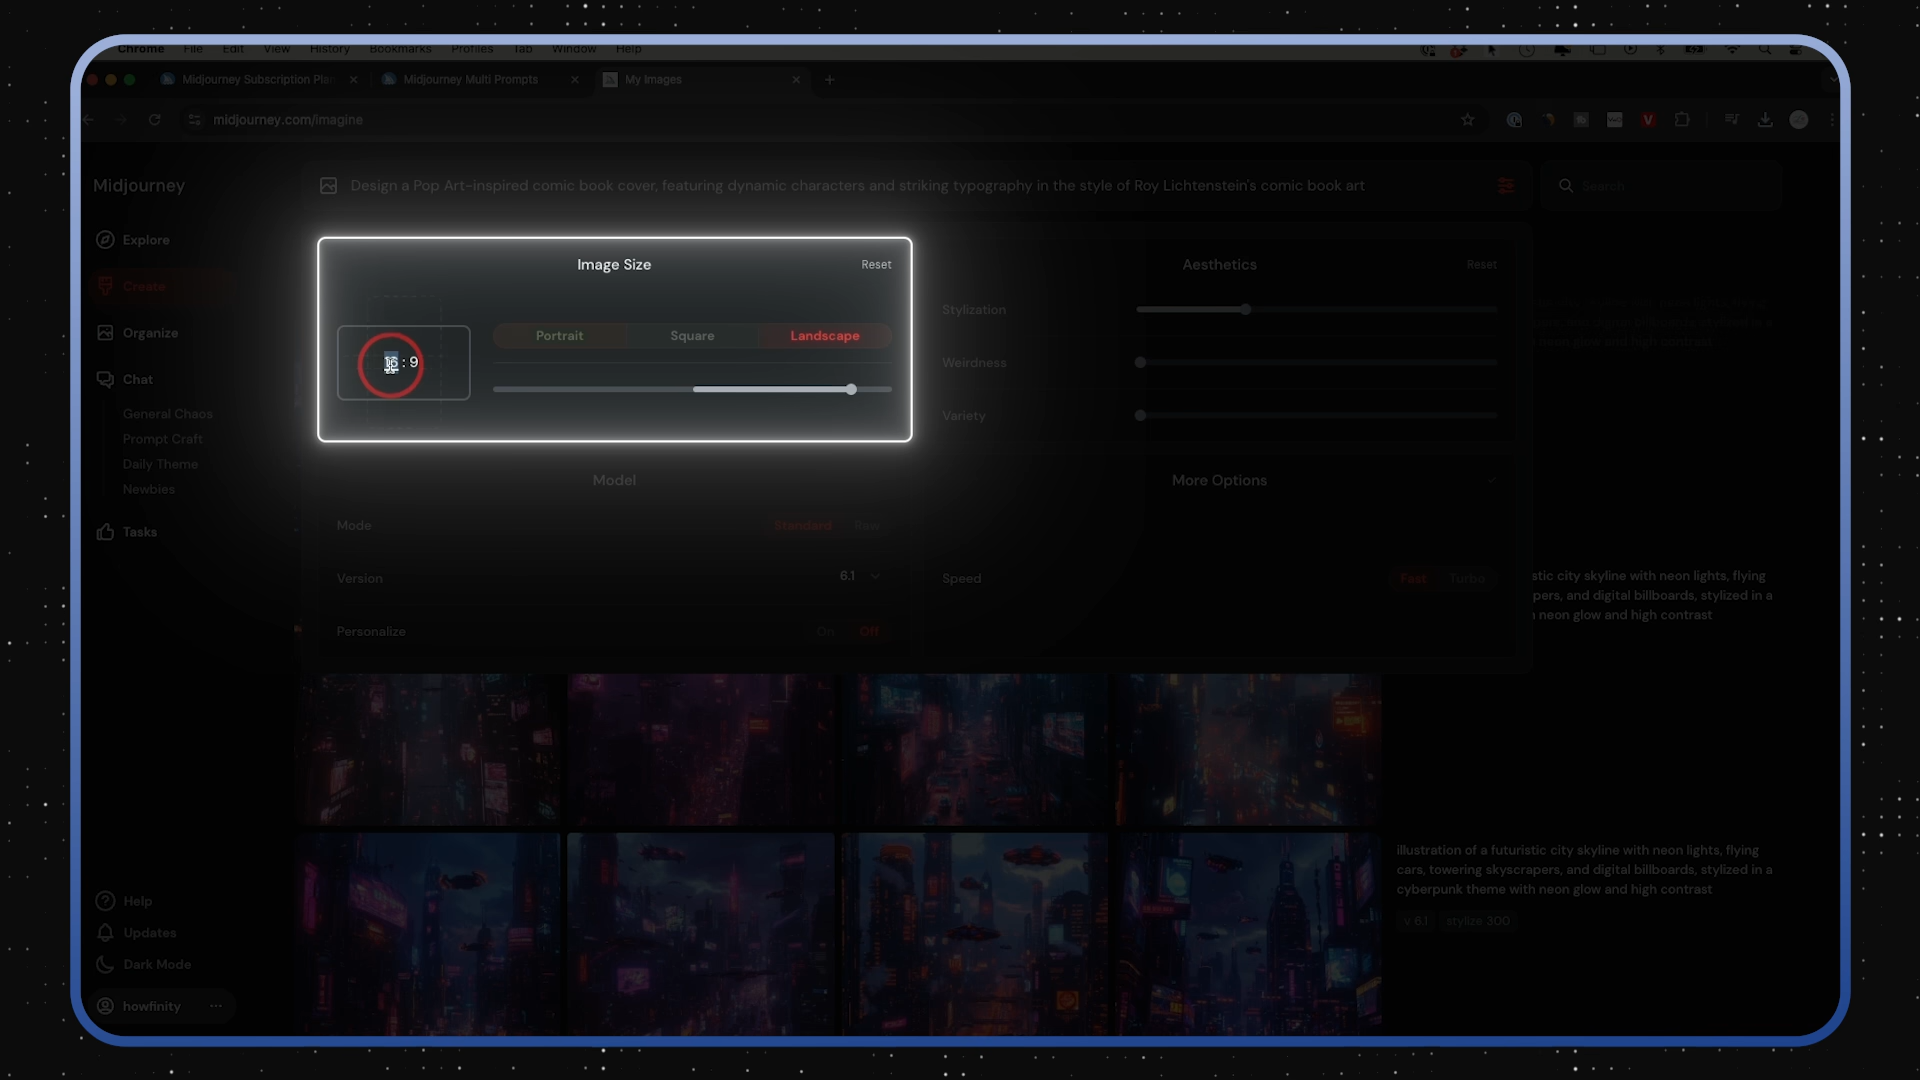 Chrome File Edit View History Bookmarks Profiles Tab Window Help
Midjourney Subscription Pla
Midjourney Multi Prompts
My Images
midjourney.com/imagine
Midjourney
Design a Pop Art-inspired comic book cover, featuring dynamic characters and striking typography in the style of Roy Lichtenstein's comic book art
Search
Explore
Create
Organize
Chat
General Chaos
Prompt Craft
Daily Theme
Newbies
Tasks
Image Size
Reset
16 : 9
Portrait
Square
Landscape
Aesthetics
Reset
Stylization
Weirdness
Variety
Model
Mode
Standard
Raw
Version
6.1
Personalize
On
Off
More Options
Speed
Fast
Turbo
stic city skyline with neon lights, flying
pers, and digital billboards, stylized in a
neon glow and high contrast
illustration of a futuristic city skyline with neon lights, flying
cars, towering skyscrapers, and digital billboards, stylized in a
cyberpunk theme with neon glow and high contrast
v 6.1
stylize 300
Help
Updates
Dark Mode
howfinity